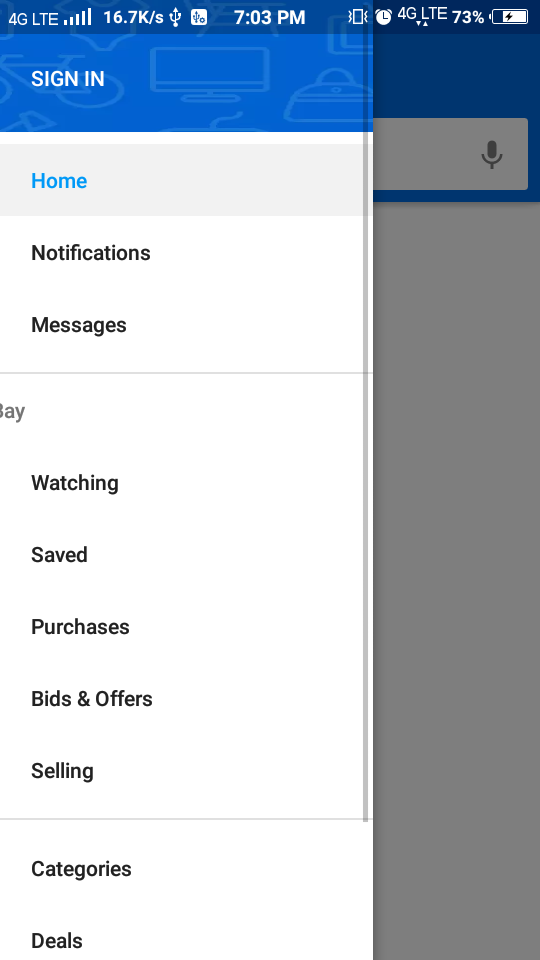 4G LTE 16.7K/s 7:03 PM 4G LTE 73%
SIGN IN
Home
Notifications
Messages
Bay
Watching
Saved
Purchases
Bids & Offers
Selling
Categories
Deals